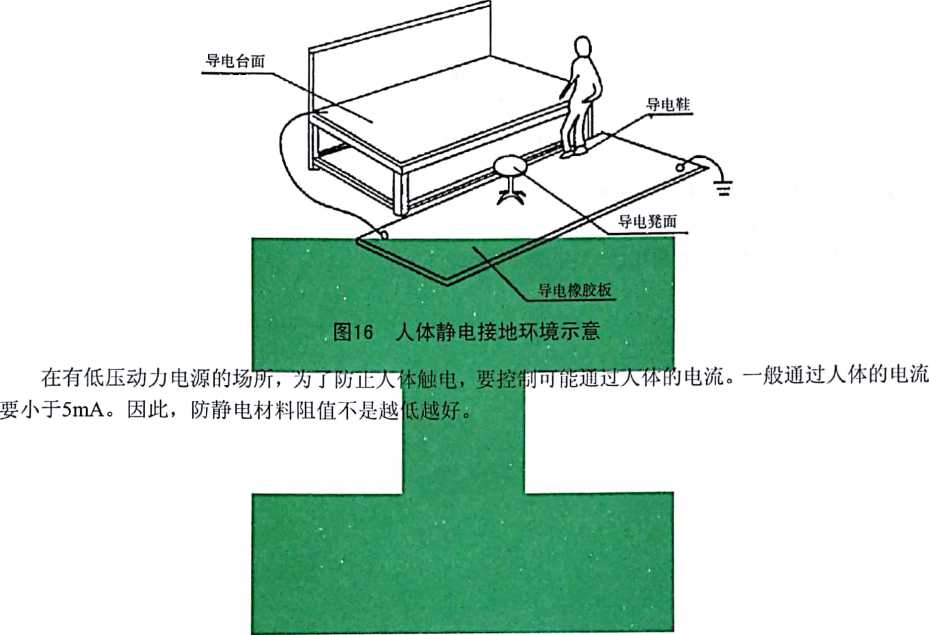 导电台面
导电鞋
导电凳面
导电橡胶板
图16 人体静电接地环境示意
在有低压动力电源的场所，为了防止人体触电，要控制可能通过人体的电流。一般通过人体的电流
要小于5mA。因此，防静电材料阻值不是越低越好。